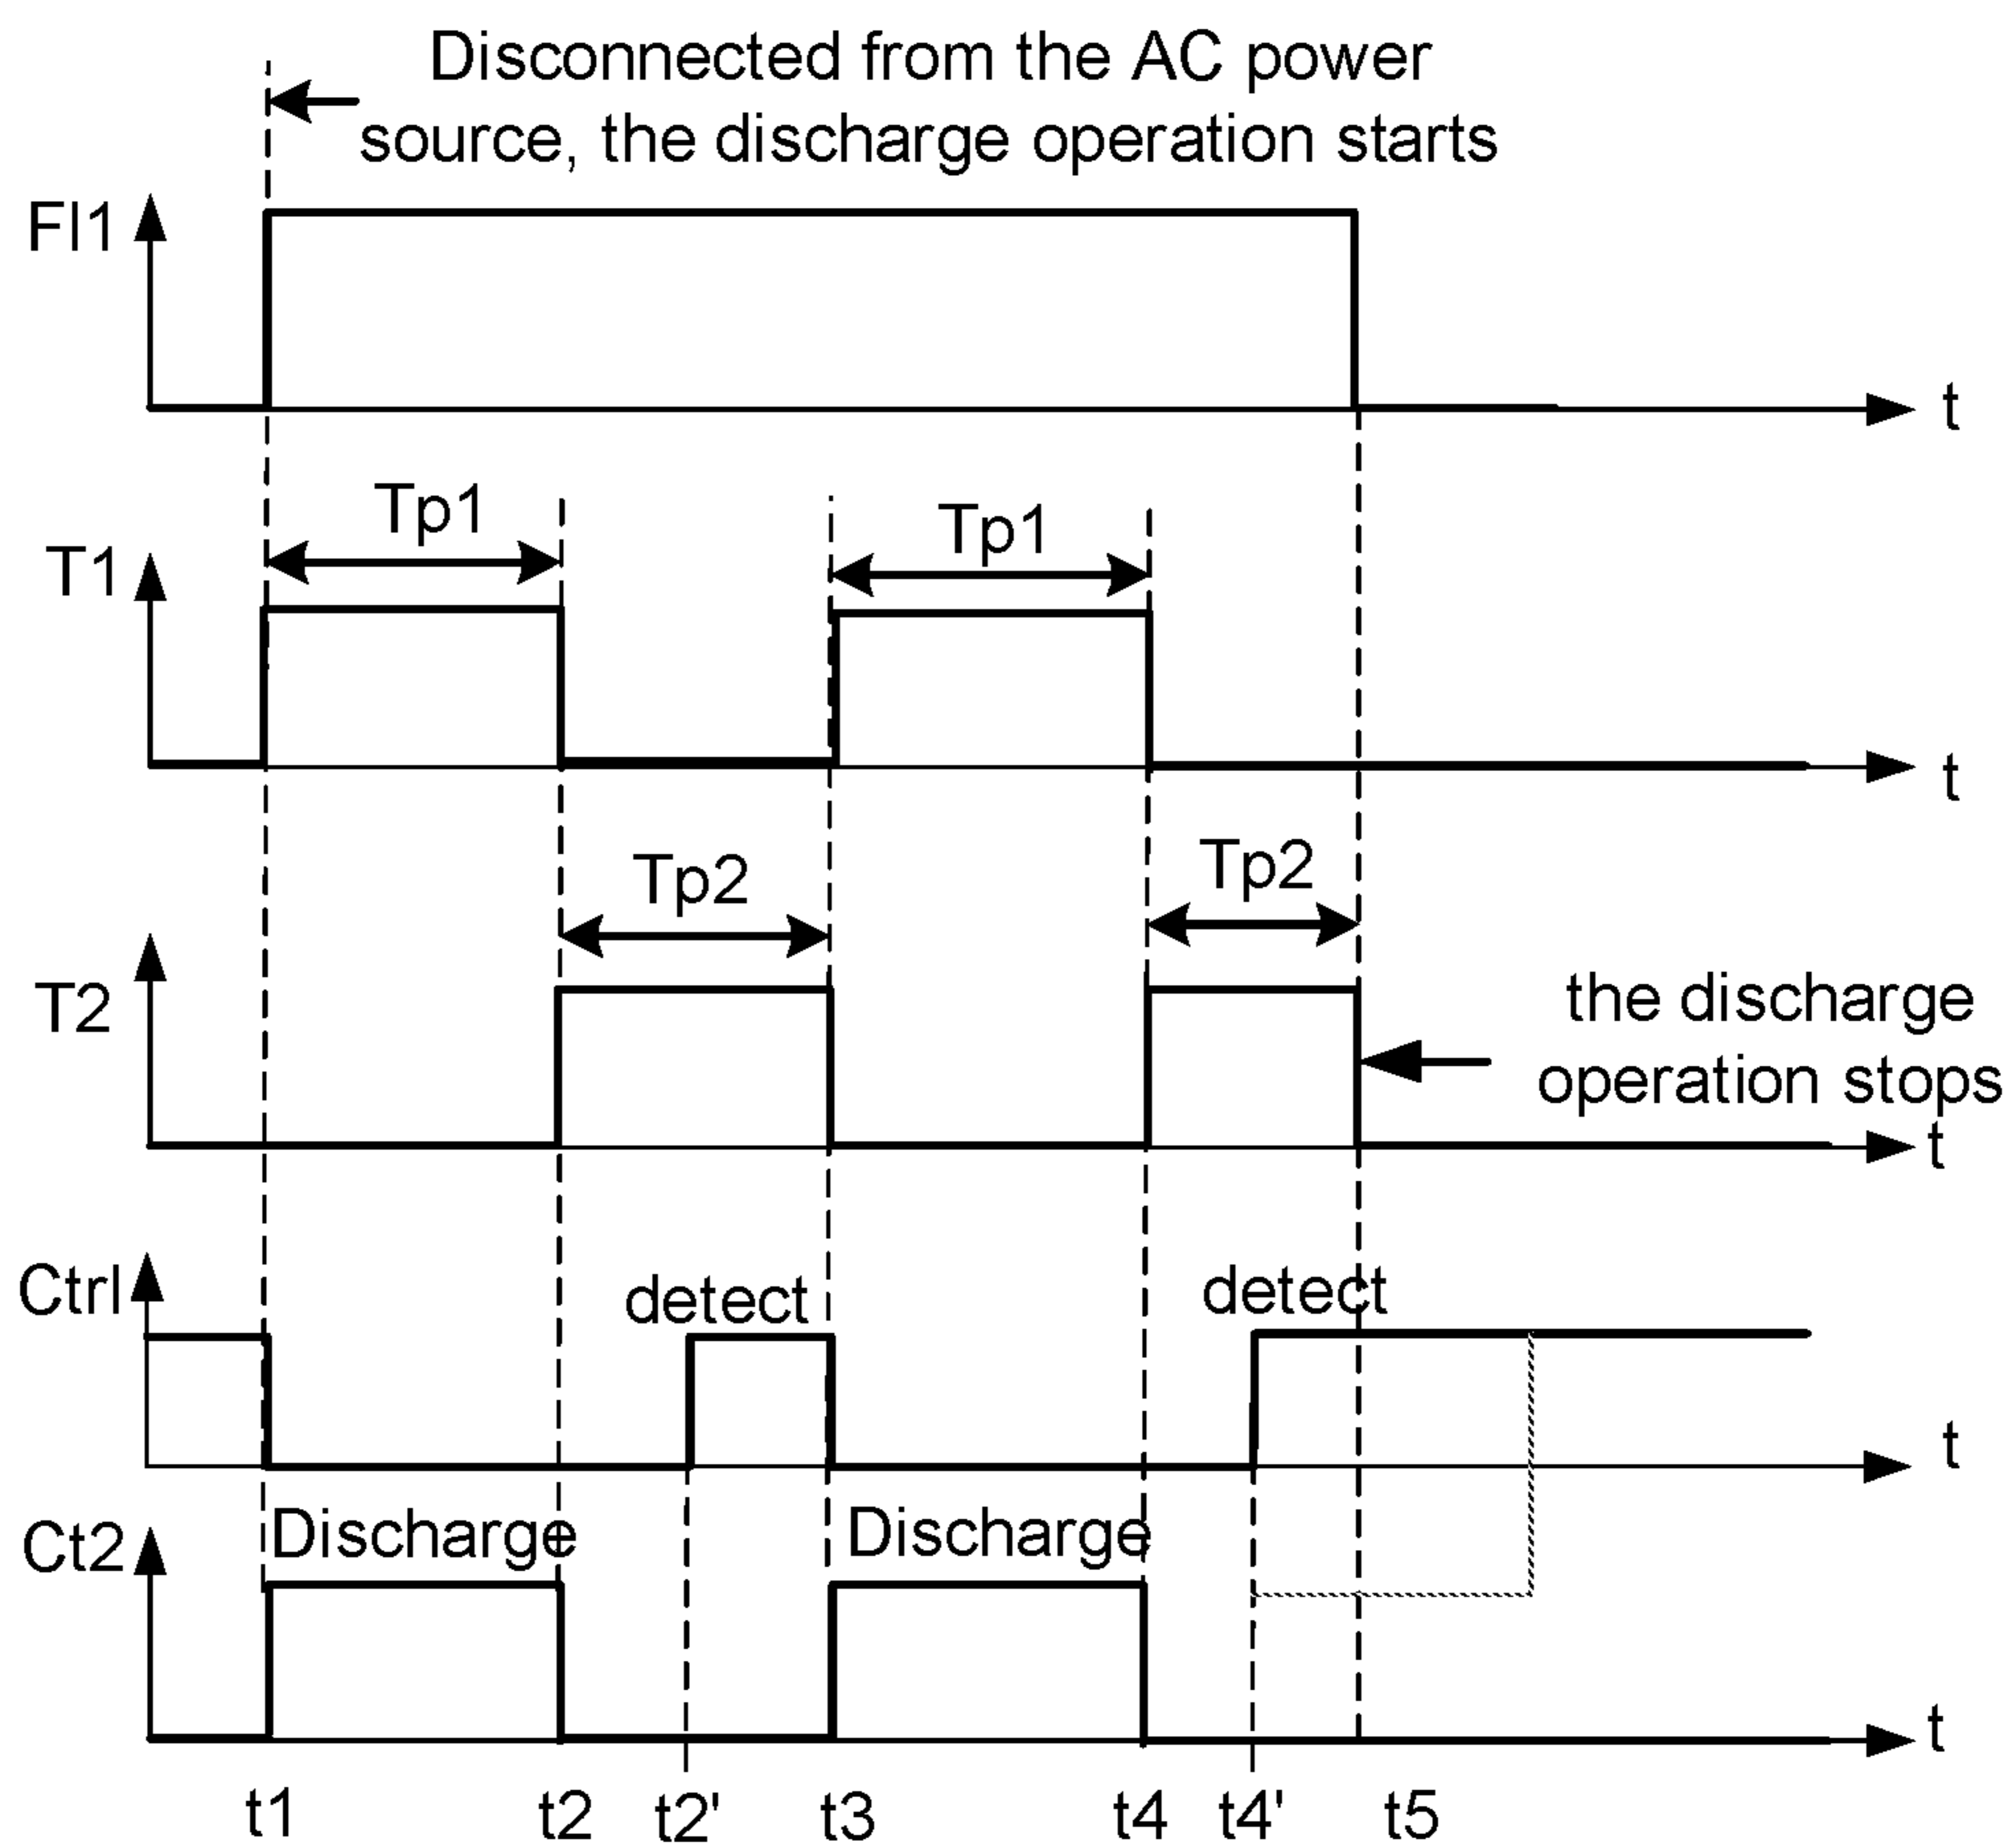 Disconnected from the AC power
source, the discharge operation starts
Fl1
t
Tp1
Tp1
T1
t
Tp2
Tp2
T2
the discharge
operation stops
t
Ctrl
detect
detect
t
Ct2
Discharge
Discharge
t
t1
t2
t2'
t3
t4
t4'
t5